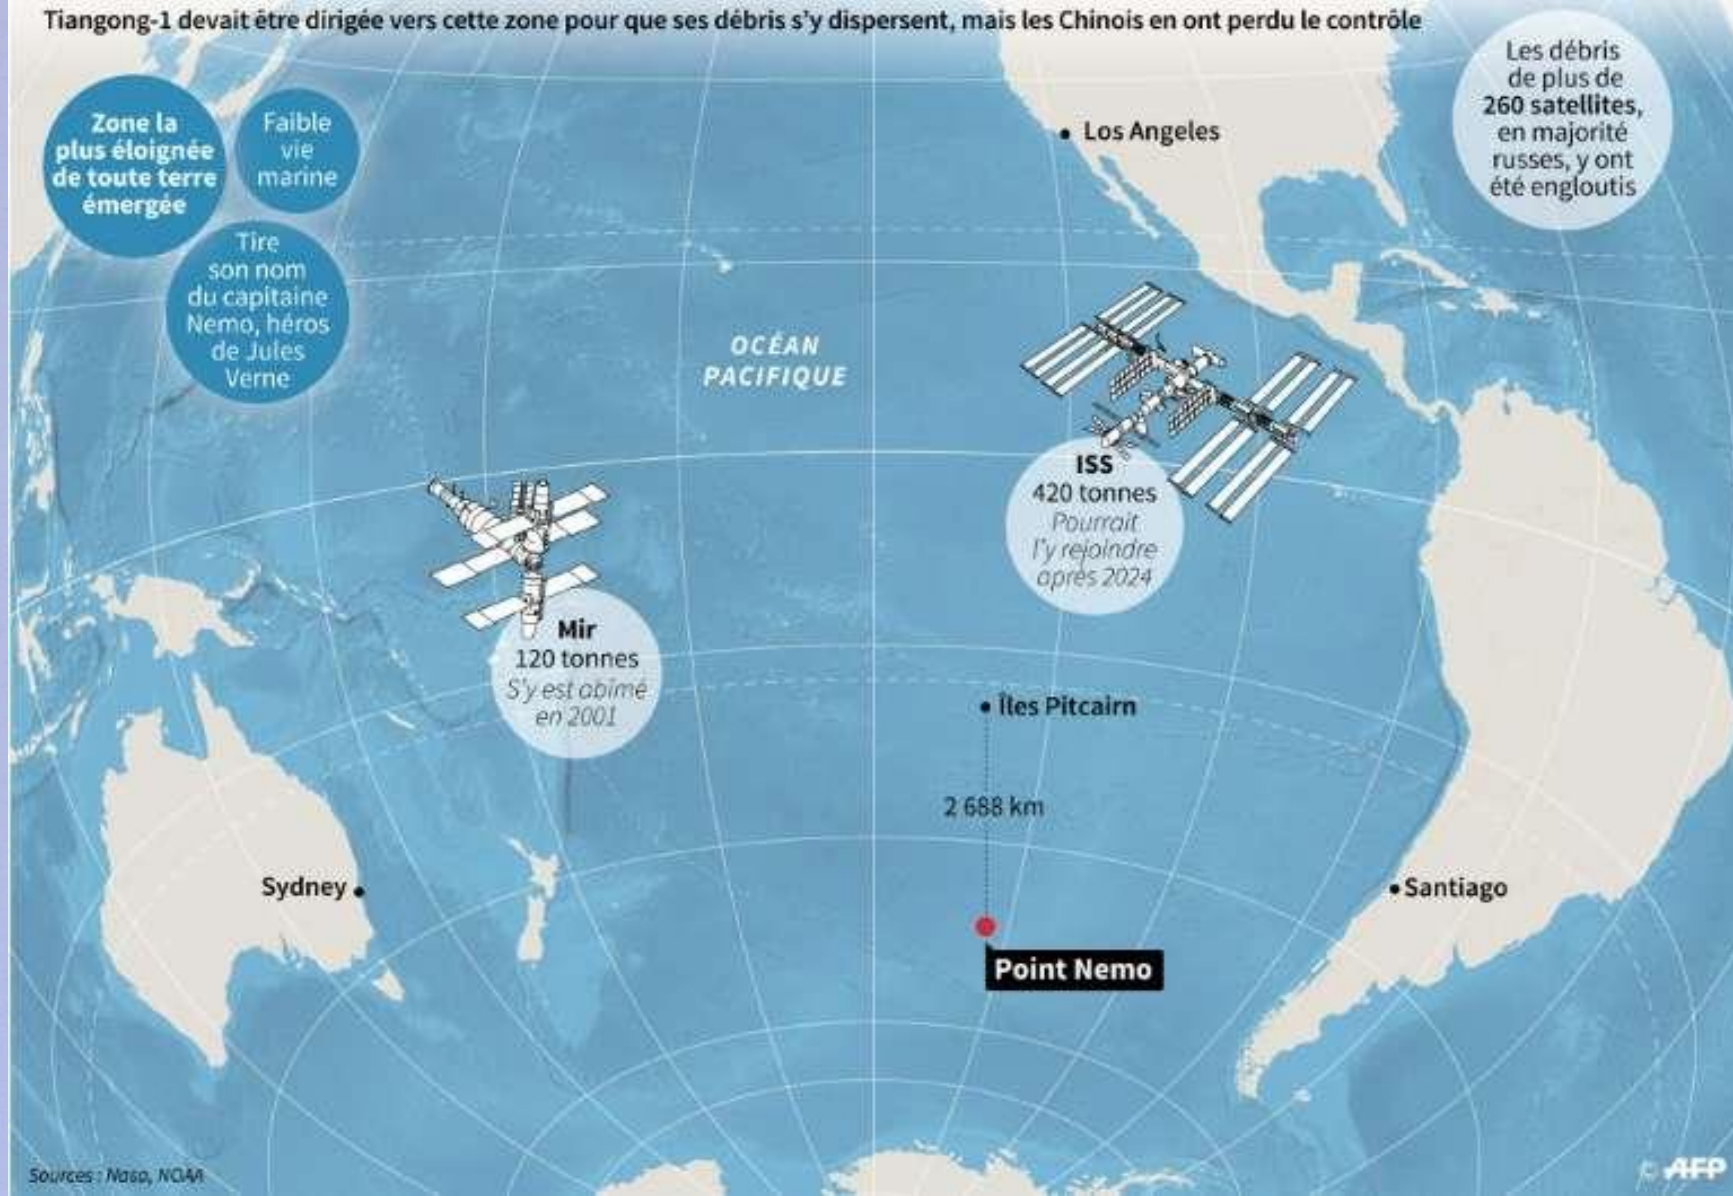 Tiangong-1 devait être dirigée vers cette zone pour que ses débris s'y dispersent, mais les Chinois en ont perdu le contrôle
Zone la
plus éloignée
de toute terre
émergée
Faible
vie
marine
Tire
son nom
du capitaine
Nemo, héros
de Jules
Verne
Les débris
de plus de
260 satellites,
en majorité
russes, y ont
été engloutis
Los Angeles
OCÉAN
PACIFIQUE
ISS
420 tonnes
Pourrait
l'y rejoindre
après 2024
Mir
120 tonnes
S'y est abîmé
en 2001
Îles Pitcairn
2 688 km
Sydney
Santiago
Point Nemo
Sources : Nasa, NOAA
© AFP